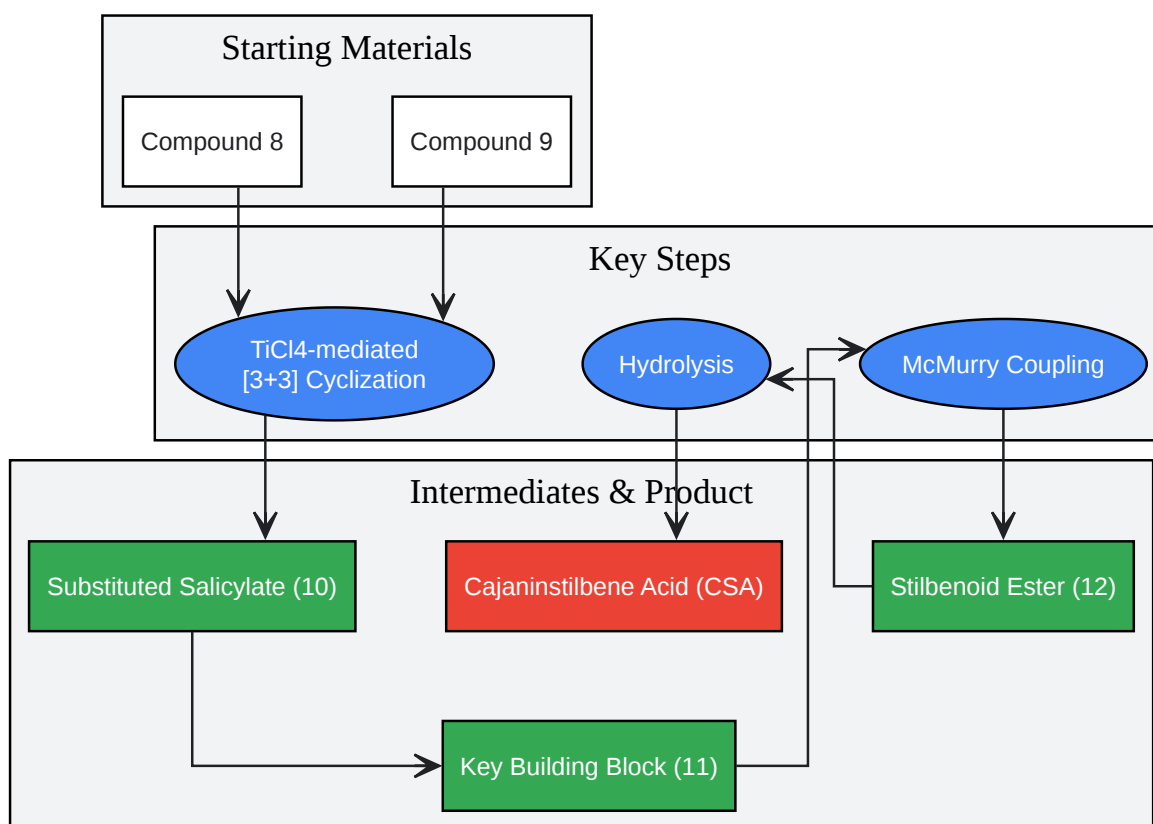 Starting Materials
Compound 8
Compound 9
Key Steps
TiCl4-mediated
[3+3] Cyclization
Hydrolysis
McMurry Coupling
Intermediates & Product
Substituted Salicylate (10)
Cajaninstilbene Acid (CSA)
Stilbenoid Ester (12)
Key Building Block (11)